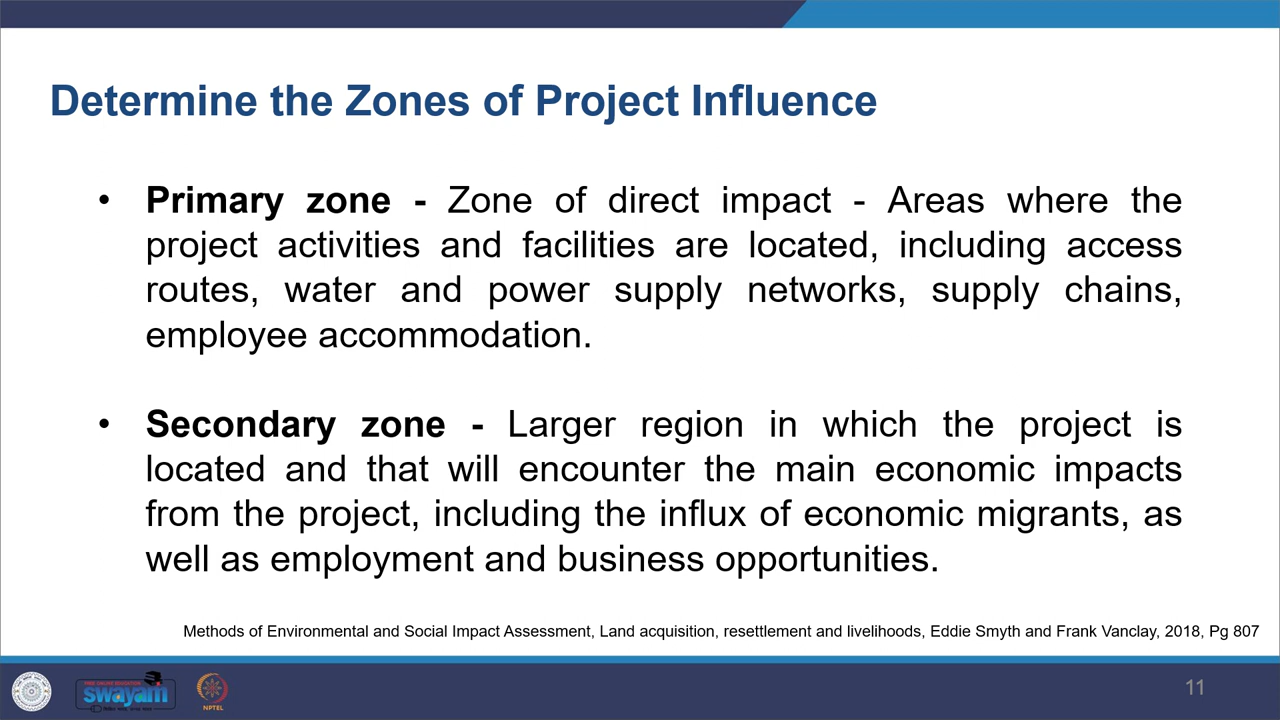 Determine the Zones of Project Influence
• Primary zone - Zone of direct impact - Areas where the
project activities and facilities are located, including access
routes, water and power supply networks, supply chains,
employee accommodation.
• Secondary zone - Larger region in which the project is
located and that will encounter the main economic impacts
from the project, including the influx of economic migrants, as
well as employment and business opportunities.
Methods of Environmental and Social Impact Assessment, Land acquisition, resettlement and livelihoods, Eddie Smyth and Frank Vanclay, 2018, Pg 807
FREE ONLINE EDUCATION
swayam
NPTEL
11